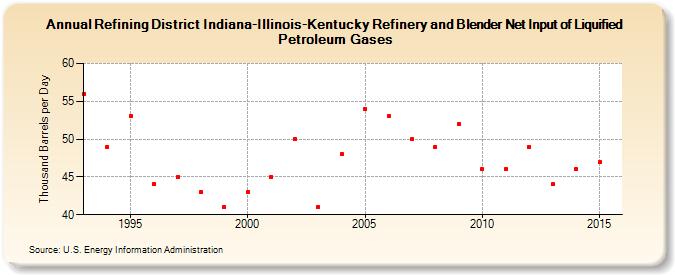 Annual Refining District Indiana-Illinois-Kentucky Refinery and Blender Net Input of Liquified
Petroleum Gases
Thousand Barrels per Day
60
55
50
45
40
1995
2000
2005
2010
2015
Source: U.S. Energy Information Administration